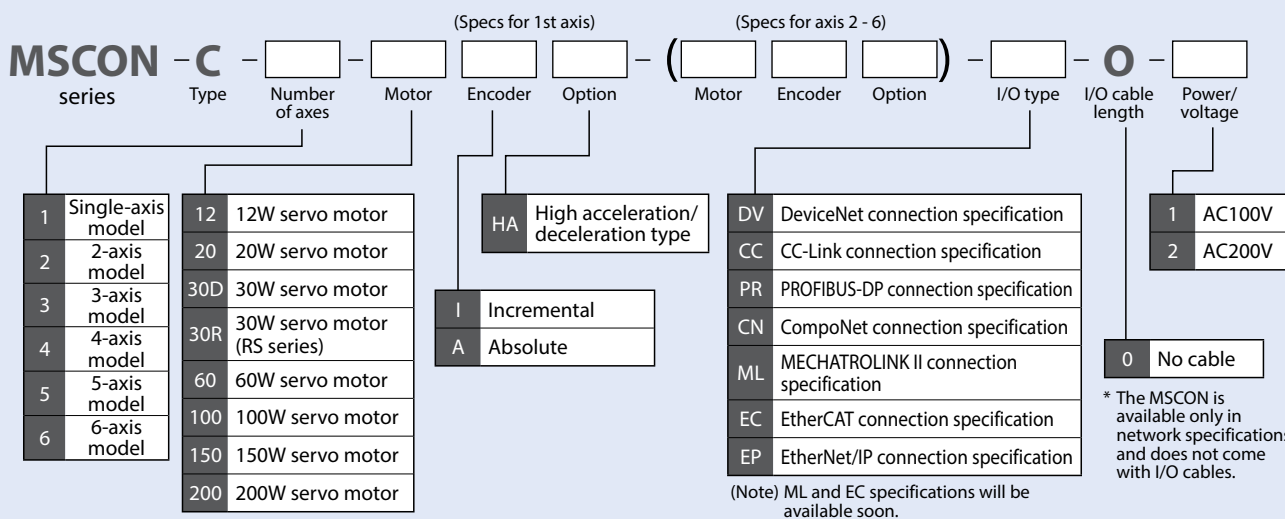 (Specs for 1st axis) (Specs for axis 2 - 6)
MSCON - C - - - ( ) - - O -
series Type Number of axes Motor Encoder Option Motor Encoder Option I/O type I/O cable length Power/ voltage
1 Single-axis model
2 2-axis model
3 3-axis model
4 4-axis model
5 5-axis model
6 6-axis model
12 12W servo motor
20 20W servo motor
30D 30W servo motor
30R 30W servo motor (RS series)
60 60W servo motor
100 100W servo motor
150 150W servo motor
200 200W servo motor
I Incremental
A Absolute
HA High acceleration/
deceleration type
DV DeviceNet connection specification
CC CC-Link connection specification
PR PROFIBUS-DP connection specification
CN CompoNet connection specification
ML MECHATROLINK II connection specification
EC EtherCAT connection specification
EP EtherNet/IP connection specification
(Note) ML and EC specifications will be
available soon.
0 No cable
* The MSCON is
available only in
network specifications
and does not come
with I/O cables.
1 AC100V
2 AC200V